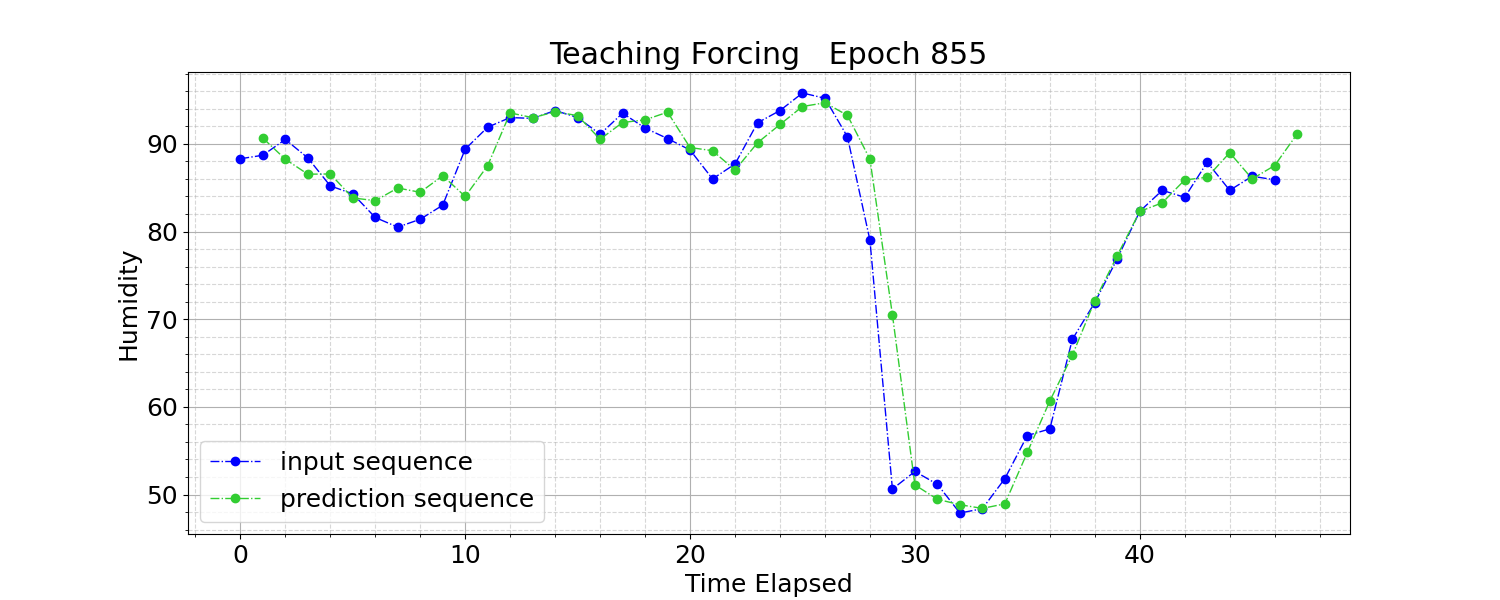 Teaching Forcing   Epoch 855
Humidity
90
80
70
60
50
input sequence
prediction sequence
0 10 20 30 40
Time Elapsed